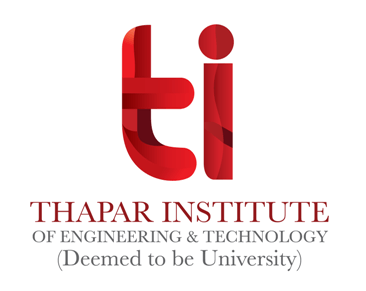 ti
THAPAR INSTITUTE
OF ENGINEERING & TECHNOLOGY
(Deemed to be University)